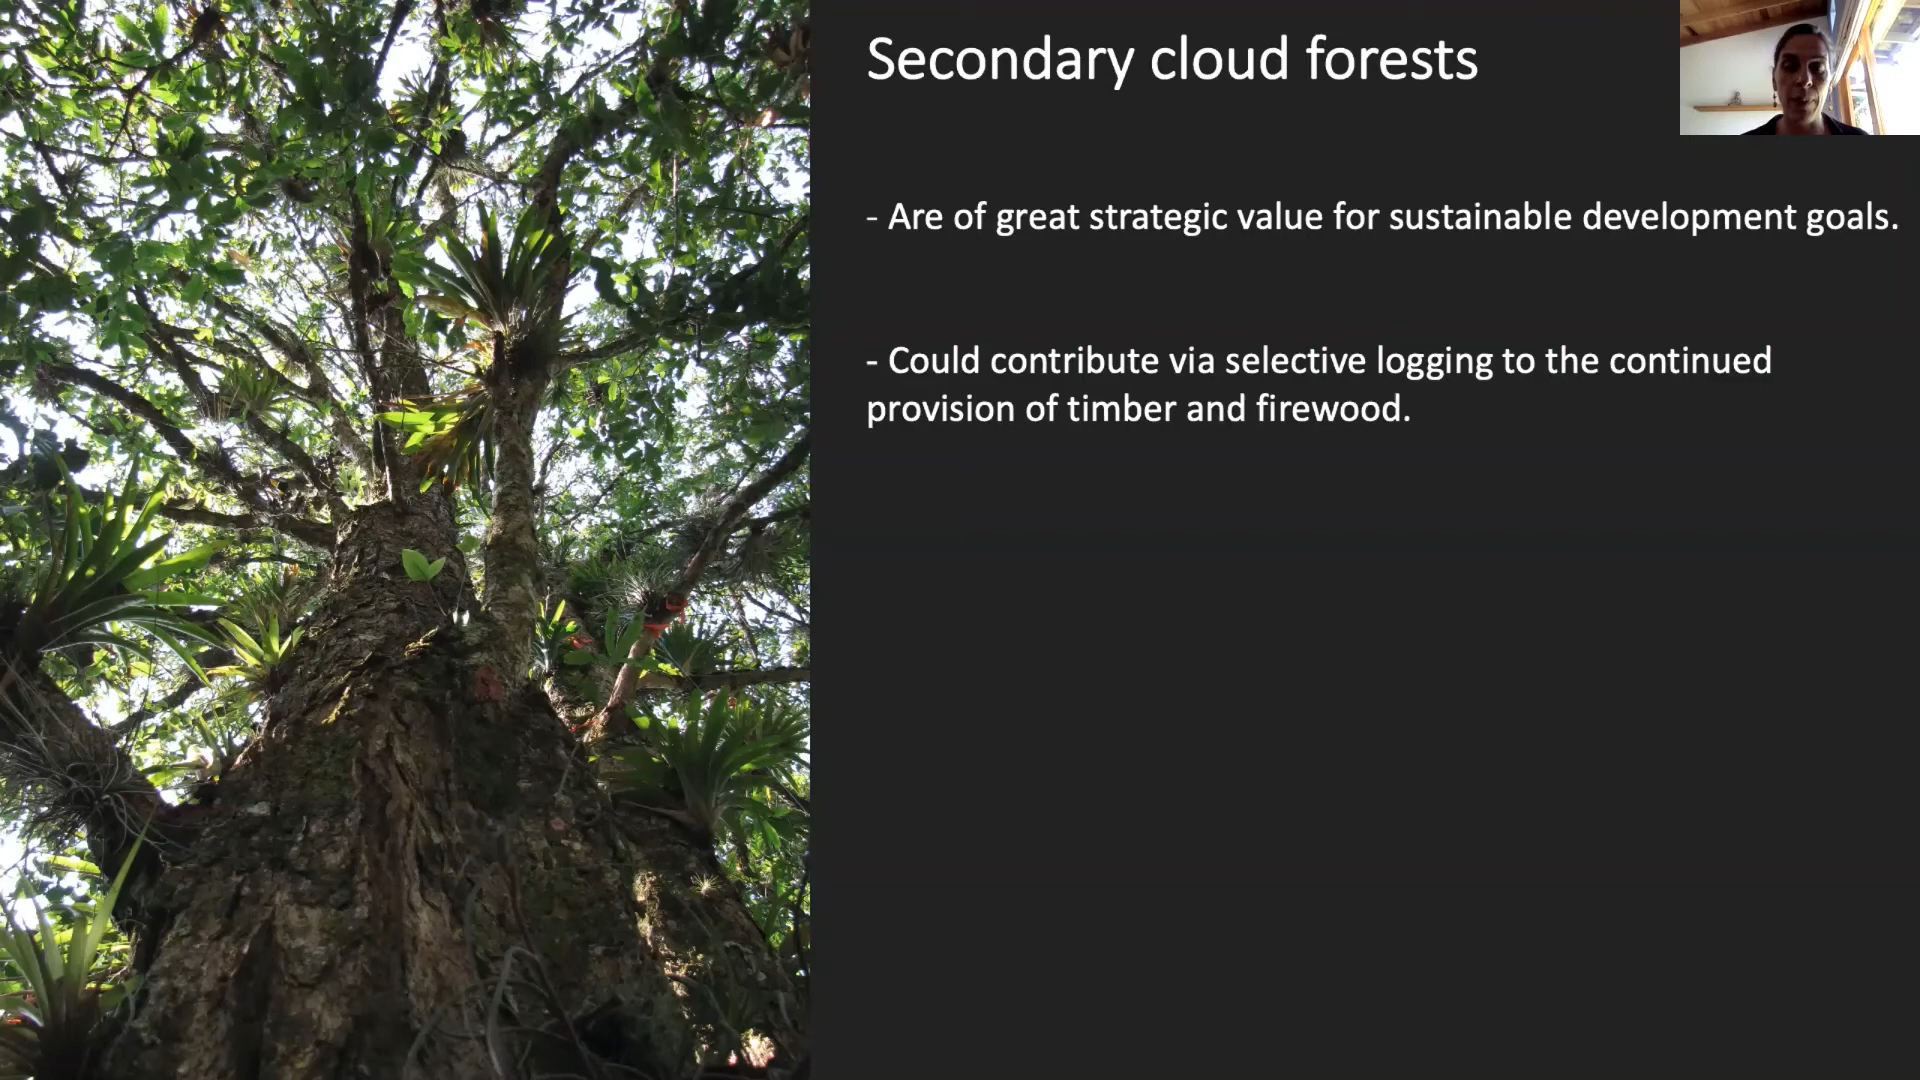 Secondary cloud forests
- Are of great strategic value for sustainable development goals.
- Could contribute via selective logging to the continued
provision of timber and firewood.